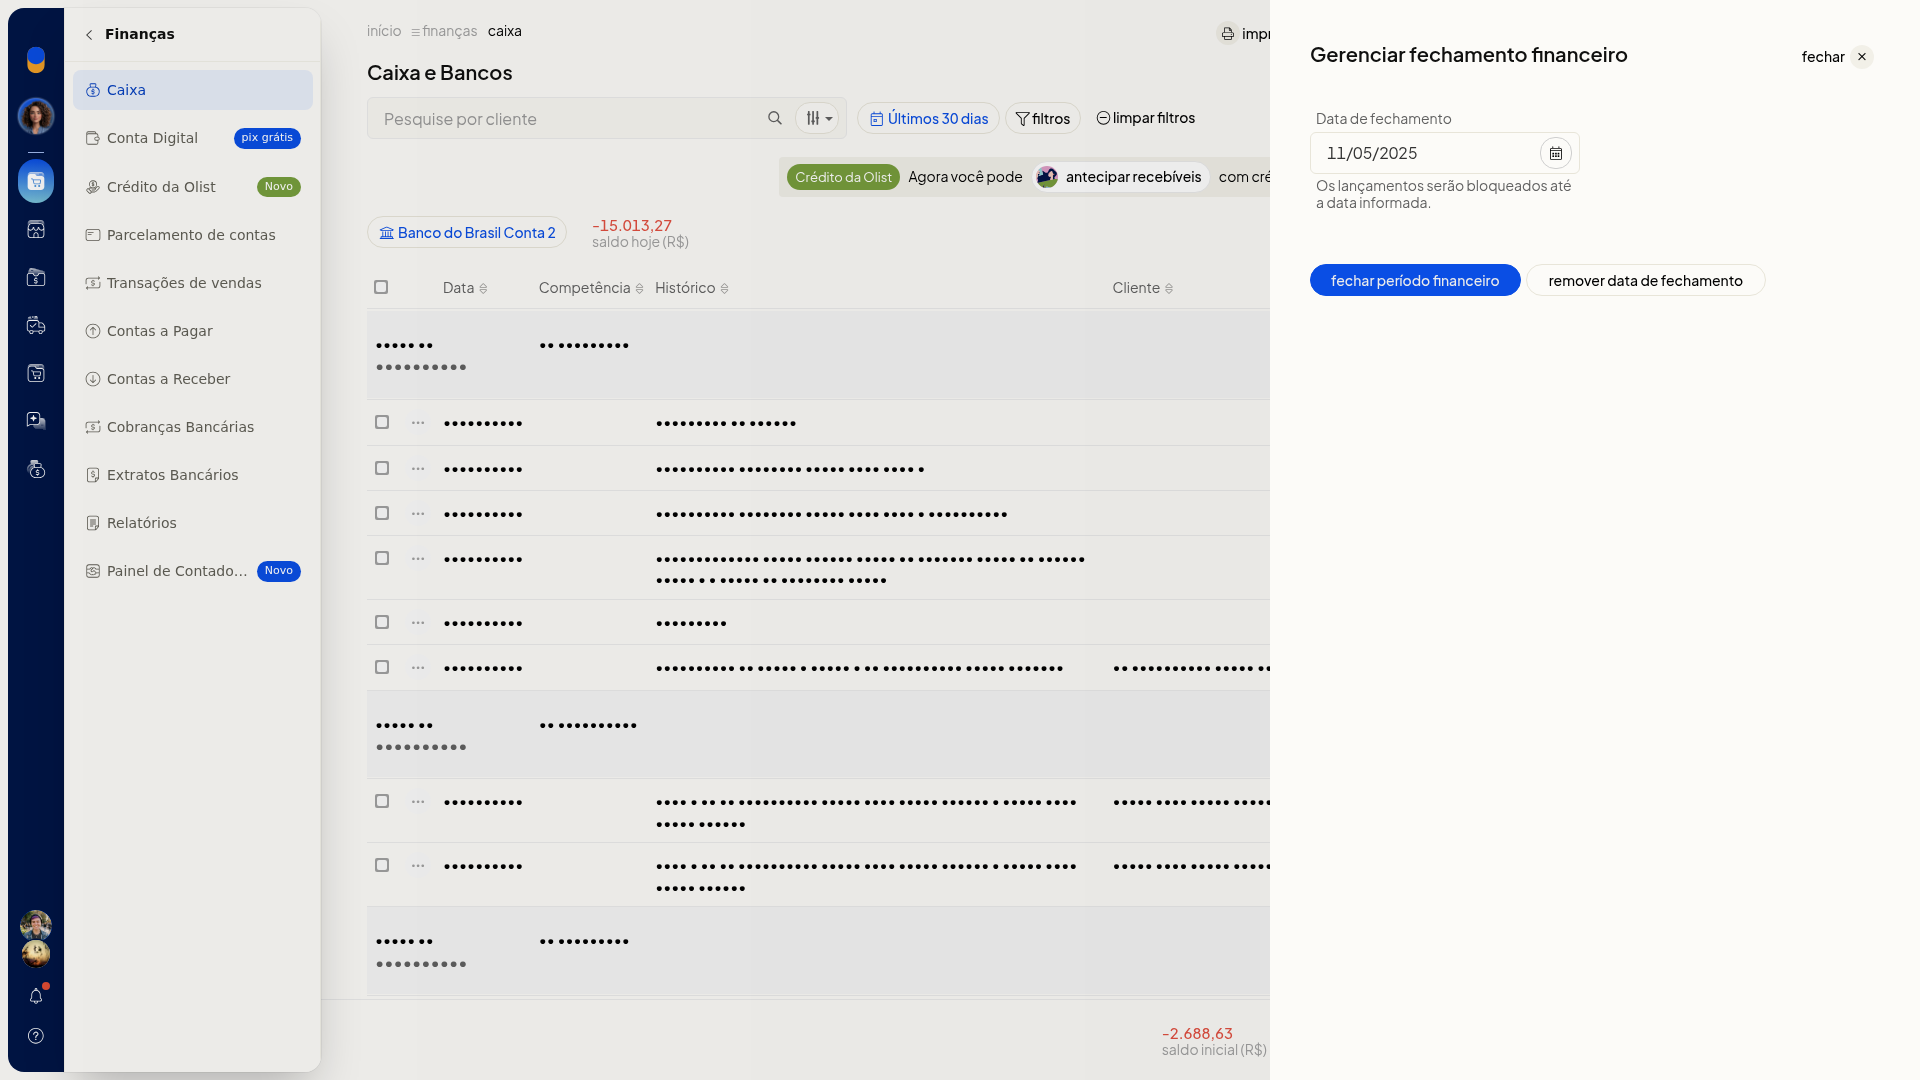 Finanças
Caixa
Conta Digital
pix grátis
Crédito da Olist
Novo
Parcelamento de contas
Transações de vendas
Contas a Pagar
Contas a Receber
Cobranças Bancárias
Extratos Bancários
Relatórios
Painel de Contado...
Novo
início
finanças
caixa
impr
Caixa e Bancos
Pesquise por cliente
Últimos 30 dias
filtros
limpar filtros
Crédito da Olist Agora você pode antecipar recebíveis com cré
Banco do Brasil Conta 2
-15.013,27
saldo hoje (R$)
Data
Competência
Histórico
Cliente
-2.688,63
saldo inicial (R$)
Gerenciar fechamento financeiro
fechar
Data de fechamento
11/05/2025
Os lançamentos serão bloqueados até
a data informada.
fechar período financeiro
remover data de fechamento